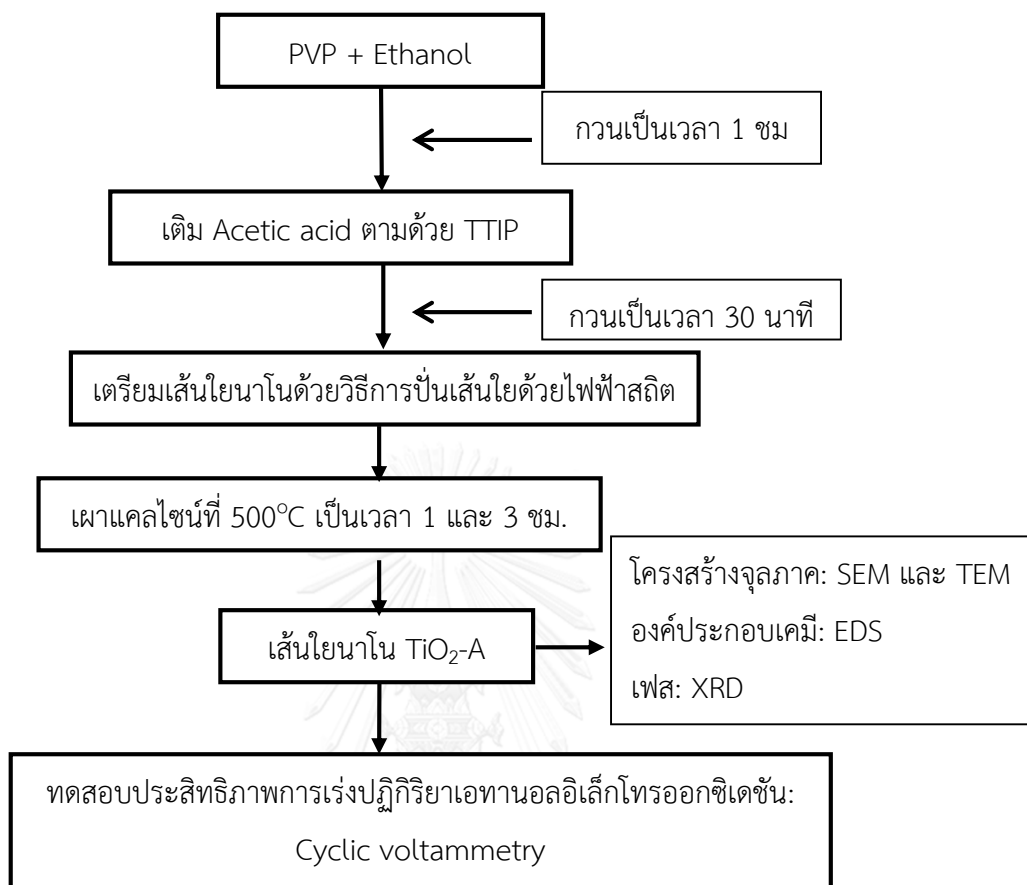 PVP + Ethanol
กวนเป็นเวลา 1 ชม
เติม Acetic acid ตามด้วย TTIP
กวนเป็นเวลา 30 นาที
เตรียมเส้นใยนาโนด้วยวิธีการปั่นเส้นใยด้วยไฟฟ้าสถิต
เผาแคลไซน์ที่ 500°C เป็นเวลา 1 และ 3 ชม.
โครงสร้างจุลภาค: SEM และ TEM
องค์ประกอบเคมี: EDS
เฟส: XRD
เส้นใยนาโน TiO₂-A
ทดสอบประสิทธิภาพการเร่งปฏิกิริยาเอทานอลอิเล็กโทรออกซิเดชัน:
Cyclic voltammetry